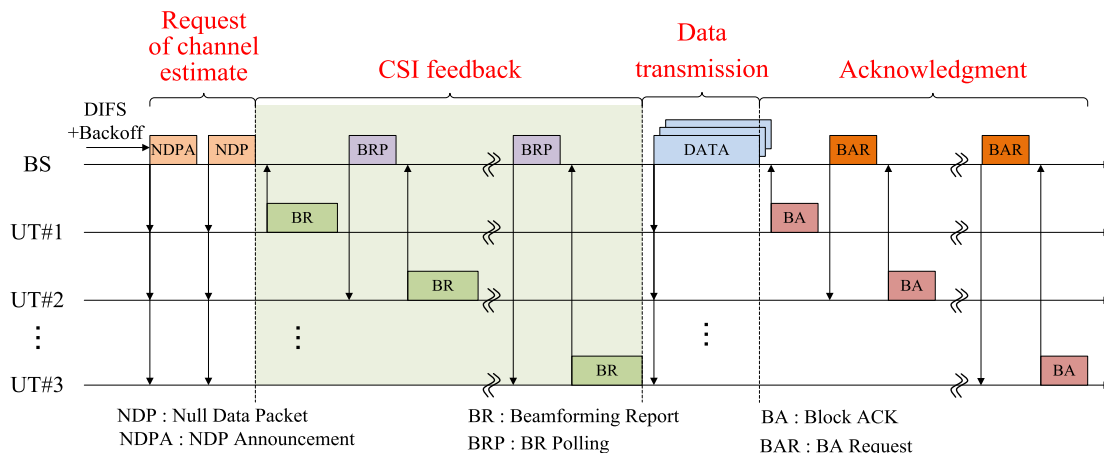 Request
of channel
estimate
CSI feedback
Data
transmission
Acknowledgment
DIFS
+Backoff
BS
NDPA
NDP
BRP
BRP
DATA
BAR
BAR
UT#1
BR
BA
UT#2
BR
BA
UT#3
BR
BA
NDP : Null Data Packet
NDPA : NDP Announcement
BR : Beamforming Report
BRP : BR Polling
BA : Block ACK
BAR : BA Request